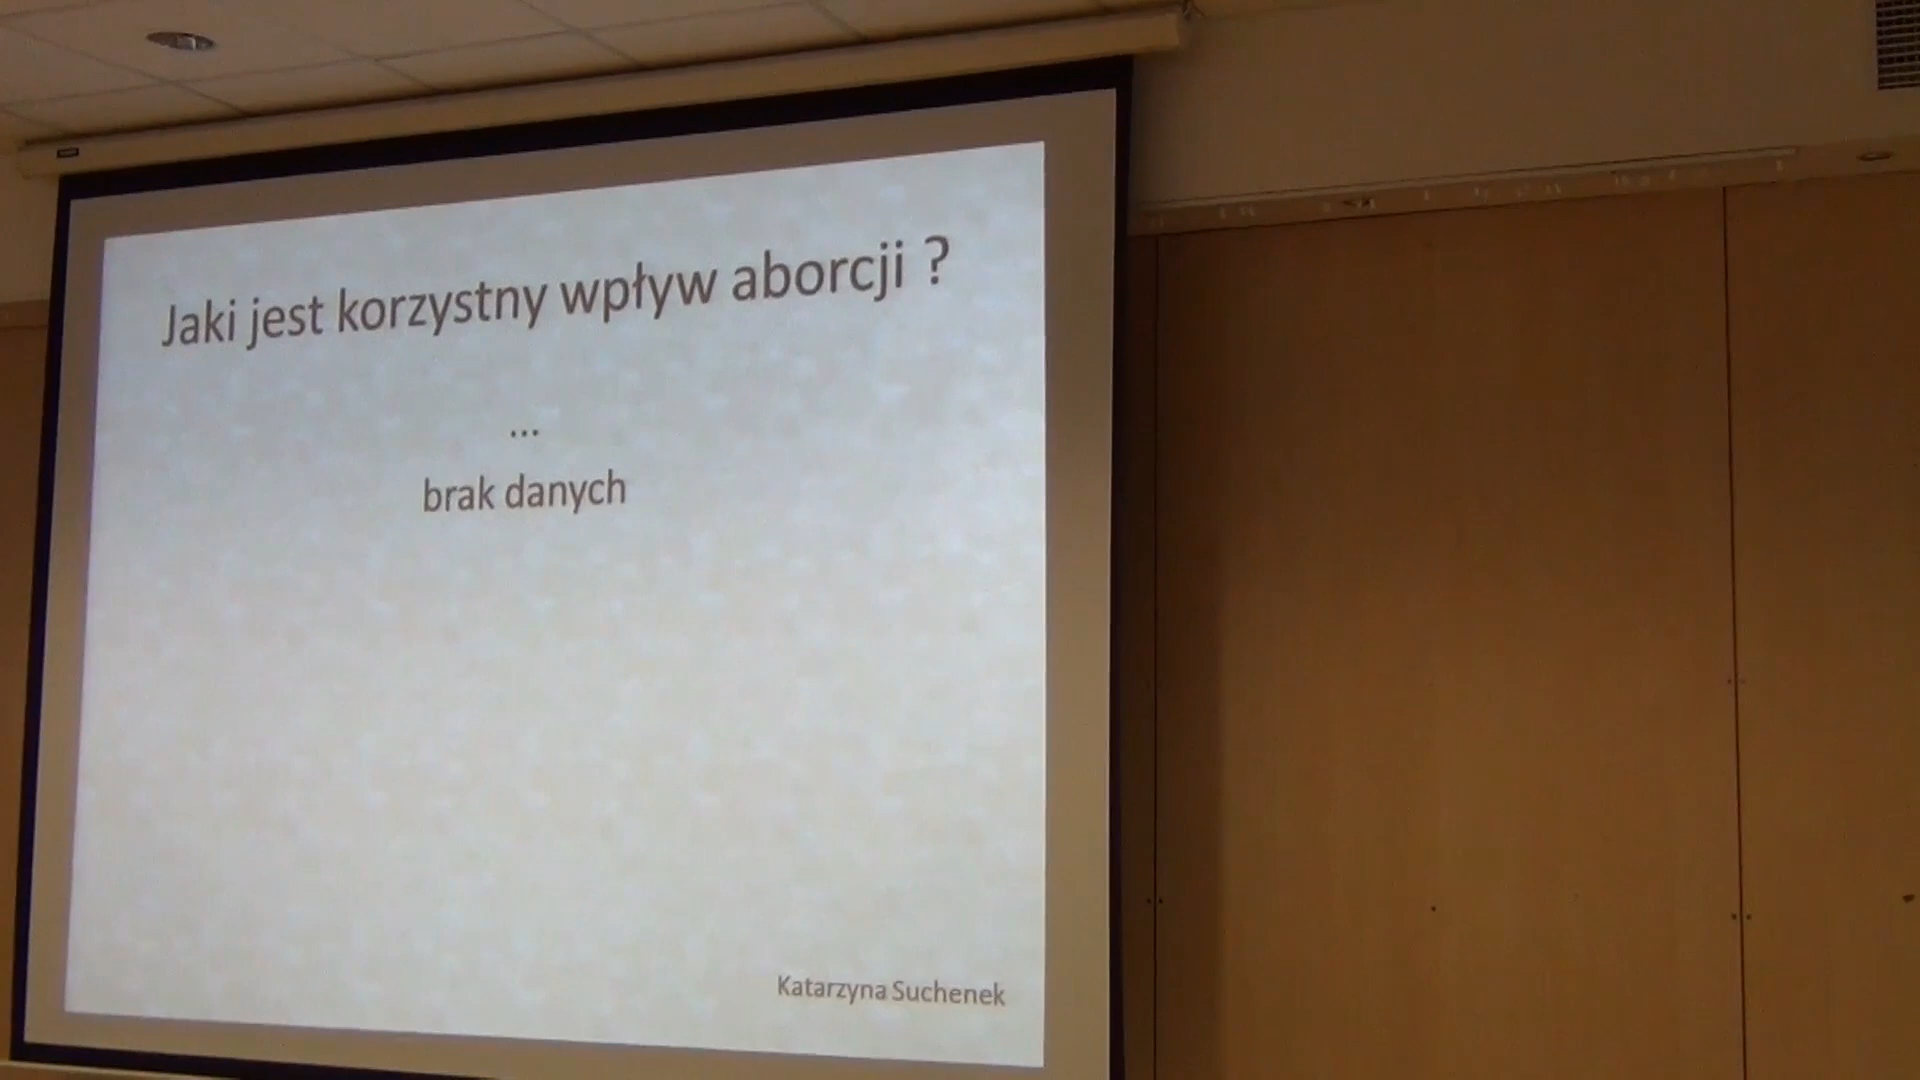 Jaki jest korzystny wpływ aborcji ?
...
brak danych
Katarzyna Suchenek